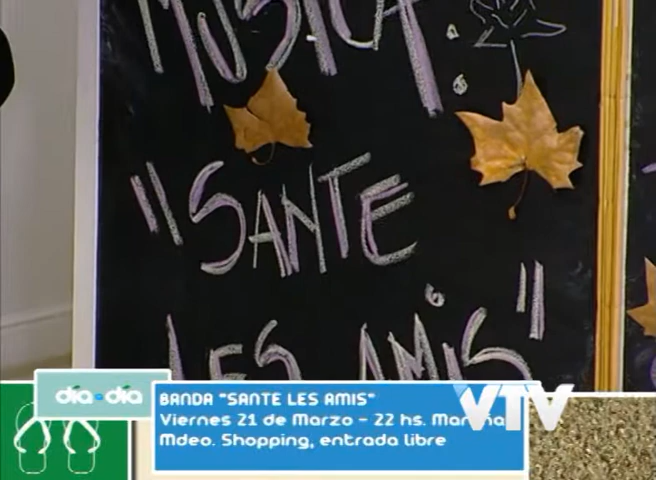 MÚSICA:
"SANTE
LES AMIS"
día a día
BANDA "SANTE LES AMIS"
Viernes 21 de Marzo - 22 hs.
Mdeo. Shopping, entrada libre
VTV